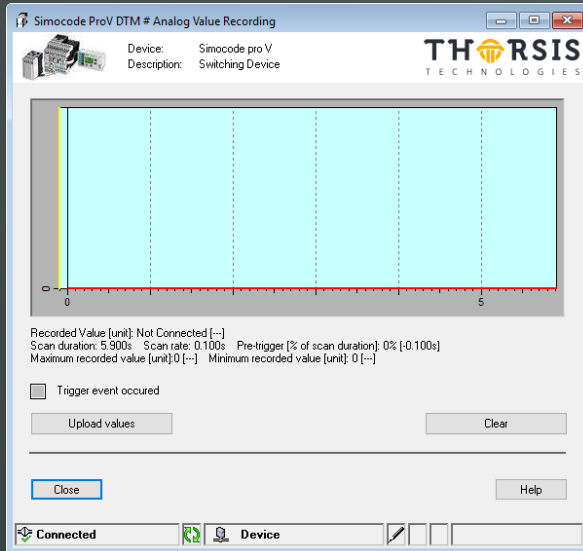 Simocode ProV DTM # Analog Value Recording
Device: Simocode pro V
Description: Switching Device
THORSIS
TECHNOLOGIES
0
0 5
Recorded Value [unit]: Not Connected [---]
Scan duration: 5.900s Scan rate: 0.100s Pre-trigger [% of scan duration]: 0% [-0.100s]
Maximum recorded value [unit]:0 [---] Minimum recorded value [unit]: 0 [---]
Trigger event occured
Upload values Clear
Close Help
Connected Device